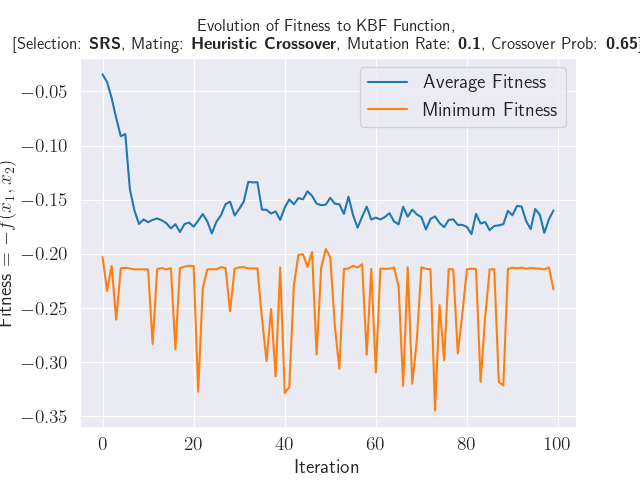 Evolution of Fitness to KBF Function,
[Selection: SRS, Mating: Heuristic Crossover, Mutation Rate: 0.1, Crossover Prob: 0.65]
Average Fitness
Minimum Fitness
Fitness = −f(x₁, x₂)
−0.05
−0.10
−0.15
−0.20
−0.25
−0.30
−0.35
0 20 40 60 80 100
Iteration